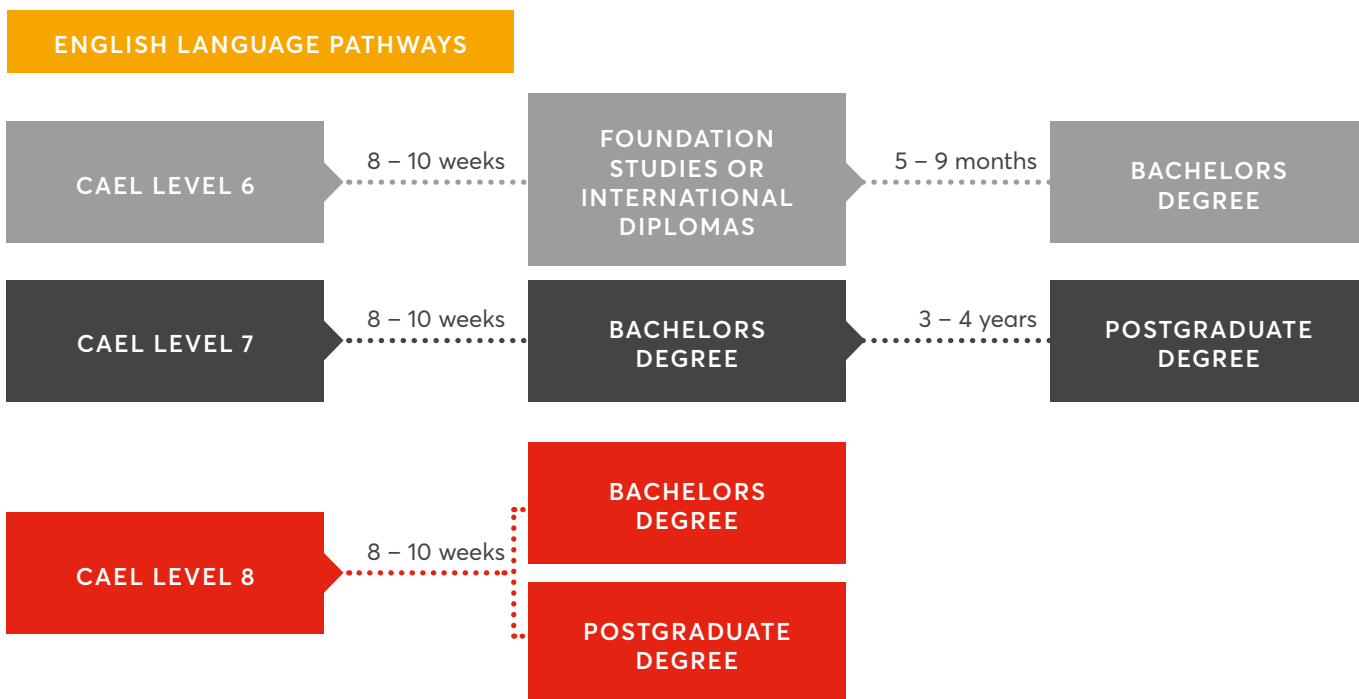 ENGLISH LANGUAGE PATHWAYS
CAEL LEVEL 6
8 – 10 weeks
FOUNDATION
STUDIES OR
INTERNATIONAL
DIPLOMAS
5 – 9 months
BACHELORS
DEGREE
CAEL LEVEL 7
8 – 10 weeks
BACHELORS
DEGREE
3 – 4 years
POSTGRADUATE
DEGREE
CAEL LEVEL 8
8 – 10 weeks
BACHELORS
DEGREE
POSTGRADUATE
DEGREE